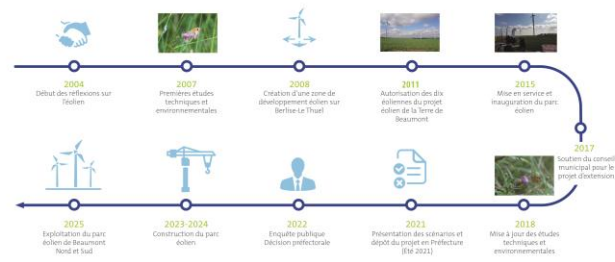 2004
Début des réflexions sur
l'éolien
2007
Premières études
techniques et
environnementales
2008
Création d'une zone de
développement éolien sur
Berlise-Le Thuel
2011
Autorisation des dix
éoliennes du projet
éolien de la Terre de
Beaumont
2015
Mise en service et
inauguration du parc
éolien
2017
Soutien du conseil
municipal pour le
projet d'extension
2018
Mise à jour des études
techniques et
environnementales
2021
Présentation des scénarios et
dépôt du projet en Préfecture
(Été 2021)
2022
Enquête publique
Décision préfectorale
2023-2024
Construction du parc
éolien
2025
Exploitation du parc
éolien de Beaumont
Nord et Sud